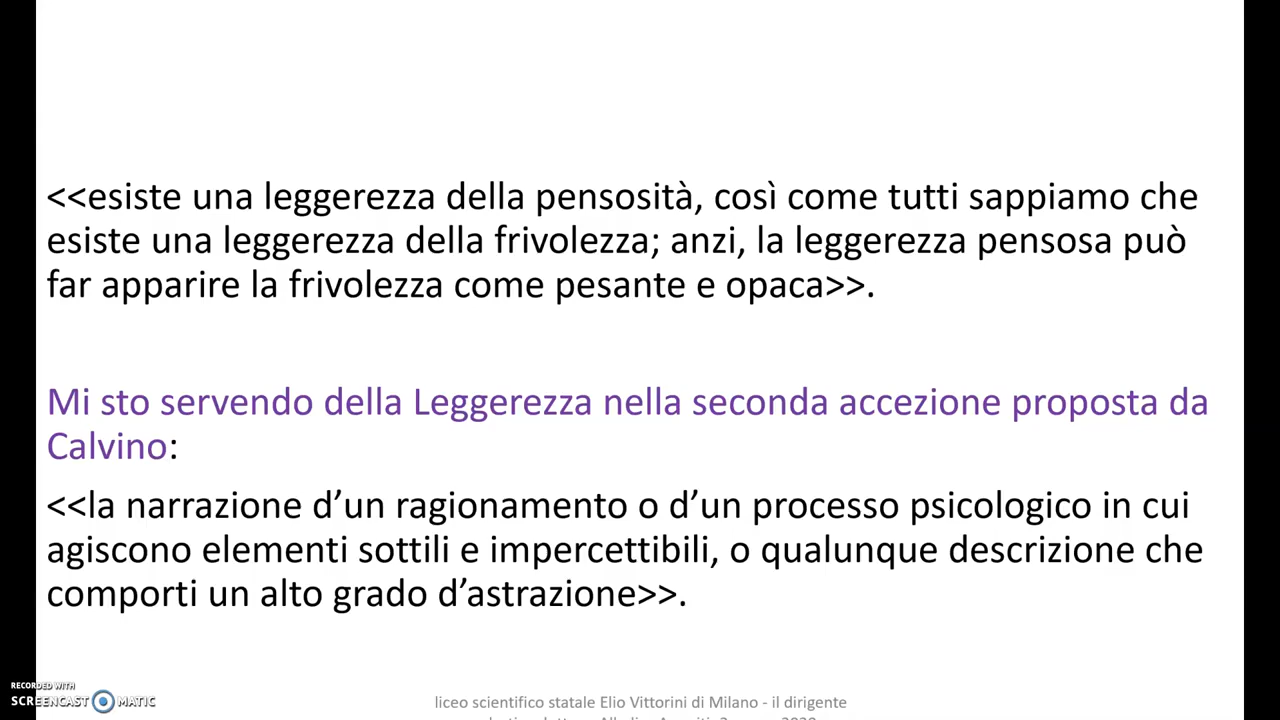 <<esiste una leggerezza della pensosità, così come tutti sappiamo che
esiste una leggerezza della frivolezza; anzi, la leggerezza pensosa può
far apparire la frivolezza come pesante e opaca>>.
Mi sto servendo della Leggerezza nella seconda accezione proposta da
Calvino:
<<la narrazione d’un ragionamento o d’un processo psicologico in cui
agiscono elementi sottili e impercettibili, o qualunque descrizione che
comporti un alto grado d’astrazione>>.
RECORDED WITH
SCREENCAST MATIC
liceo scientifico statale Elio Vittorini di Milano - il dirigente